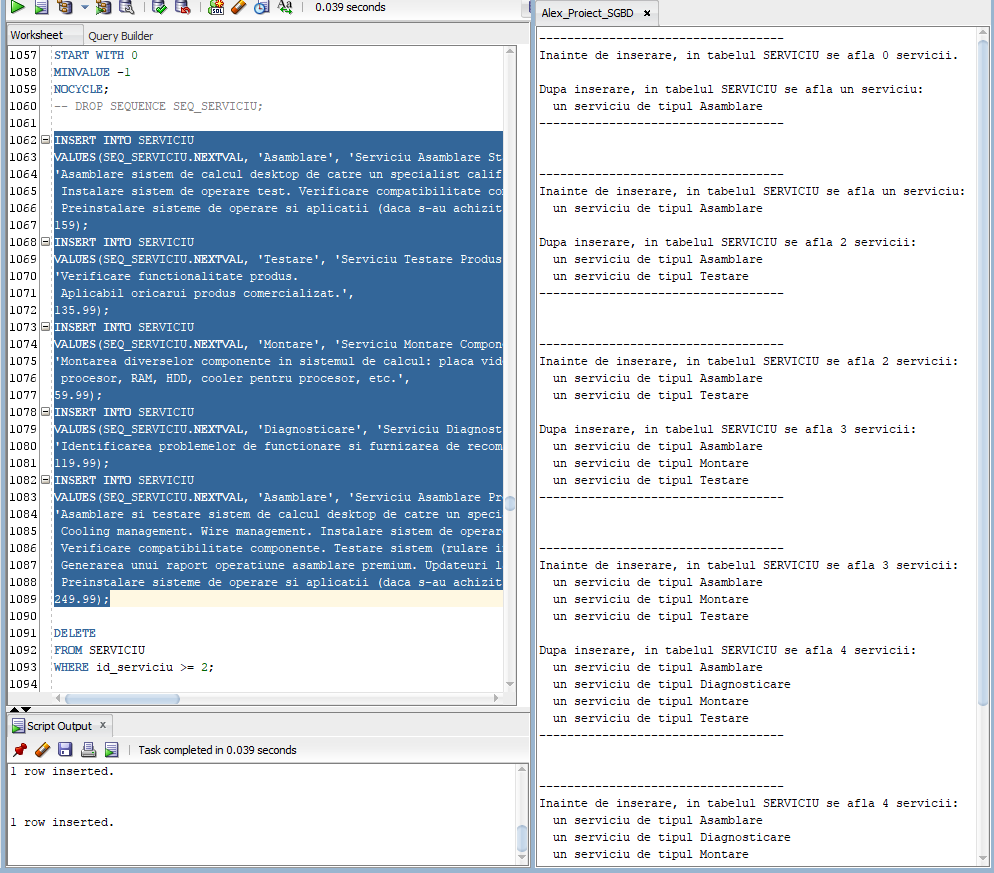 0.039 seconds
Worksheet Query Builder
1057 START WITH 0
1058 MINVALUE -1
1059 NOCYCLE;
1060 -- DROP SEQUENCE SEQ_SERVICIU;
1061
1062 INSERT INTO SERVICIU
1063 VALUES(SEQ_SERVICIU.NEXTVAL, 'Asamblare', 'Serviciu Asamblare St
1064 'Asamblare sistem de calcul desktop de catre un specialist calif
1065 Instalare sistem de operare test. Verificare compatibilitate co
1066 Preinstalare sisteme de operare si aplicatii (daca s-au achizit
1067 159);
1068 INSERT INTO SERVICIU
1069 VALUES(SEQ_SERVICIU.NEXTVAL, 'Testare', 'Serviciu Testare Produs
1070 'Verificare functionalitate produs.
1071 Aplicabil oricarui produs comercializat.',
1072 135.99);
1073 INSERT INTO SERVICIU
1074 VALUES(SEQ_SERVICIU.NEXTVAL, 'Montare', 'Serviciu Montare Compon
1075 'Montarea diverselor componente in sistemul de calcul: placa vid
1076 procesor, RAM, HDD, cooler pentru procesor, etc.',
1077 59.99);
1078 INSERT INTO SERVICIU
1079 VALUES(SEQ_SERVICIU.NEXTVAL, 'Diagnosticare', 'Serviciu Diagnost
1080 'Identificarea problemelor de functionare si furnizarea de recom
1081 119.99);
1082 INSERT INTO SERVICIU
1083 VALUES(SEQ_SERVICIU.NEXTVAL, 'Asamblare', 'Serviciu Asamblare Pr
1084 'Asamblare si testare sistem de calcul desktop de catre un speci
1085 Cooling management. Wire management. Instalare sistem de operar
1086 Verificare compatibilitate componente. Testare sistem (rulare i
1087 Generarea unui raport operatiune asamblare premium. Updateuri l
1088 Preinstalare sisteme de operare si aplicatii (daca s-au achizit
1089 249.99);
1090
1091 DELETE
1092 FROM SERVICIU
1093 WHERE id_serviciu >= 2;
1094
Script Output x
Task completed in 0.039 seconds
1 row inserted.
1 row inserted.
Alex_Proiect_SGBD x
-----------------------------------
Inainte de inserare, in tabelul SERVICIU se afla 0 servicii.
Dupa inserare, in tabelul SERVICIU se afla un serviciu:
un serviciu de tipul Asamblare
-----------------------------------
-----------------------------------
Inainte de inserare, in tabelul SERVICIU se afla un serviciu:
un serviciu de tipul Asamblare
Dupa inserare, in tabelul SERVICIU se afla 2 servicii:
un serviciu de tipul Asamblare
un serviciu de tipul Testare
-----------------------------------
-----------------------------------
Inainte de inserare, in tabelul SERVICIU se afla 2 servicii:
un serviciu de tipul Asamblare
un serviciu de tipul Testare
Dupa inserare, in tabelul SERVICIU se afla 3 servicii:
un serviciu de tipul Asamblare
un serviciu de tipul Montare
un serviciu de tipul Testare
-----------------------------------
-----------------------------------
Inainte de inserare, in tabelul SERVICIU se afla 3 servicii:
un serviciu de tipul Asamblare
un serviciu de tipul Montare
un serviciu de tipul Testare
Dupa inserare, in tabelul SERVICIU se afla 4 servicii:
un serviciu de tipul Asamblare
un serviciu de tipul Diagnosticare
un serviciu de tipul Montare
un serviciu de tipul Testare
-----------------------------------
-----------------------------------
Inainte de inserare, in tabelul SERVICIU se afla 4 servicii:
un serviciu de tipul Asamblare
un serviciu de tipul Diagnosticare
un serviciu de tipul Montare